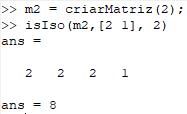 >> m2 = criarMatriz(2);
>> isIso(m2,[2 1], 2)
ans =
2 2 2 1
ans = 8